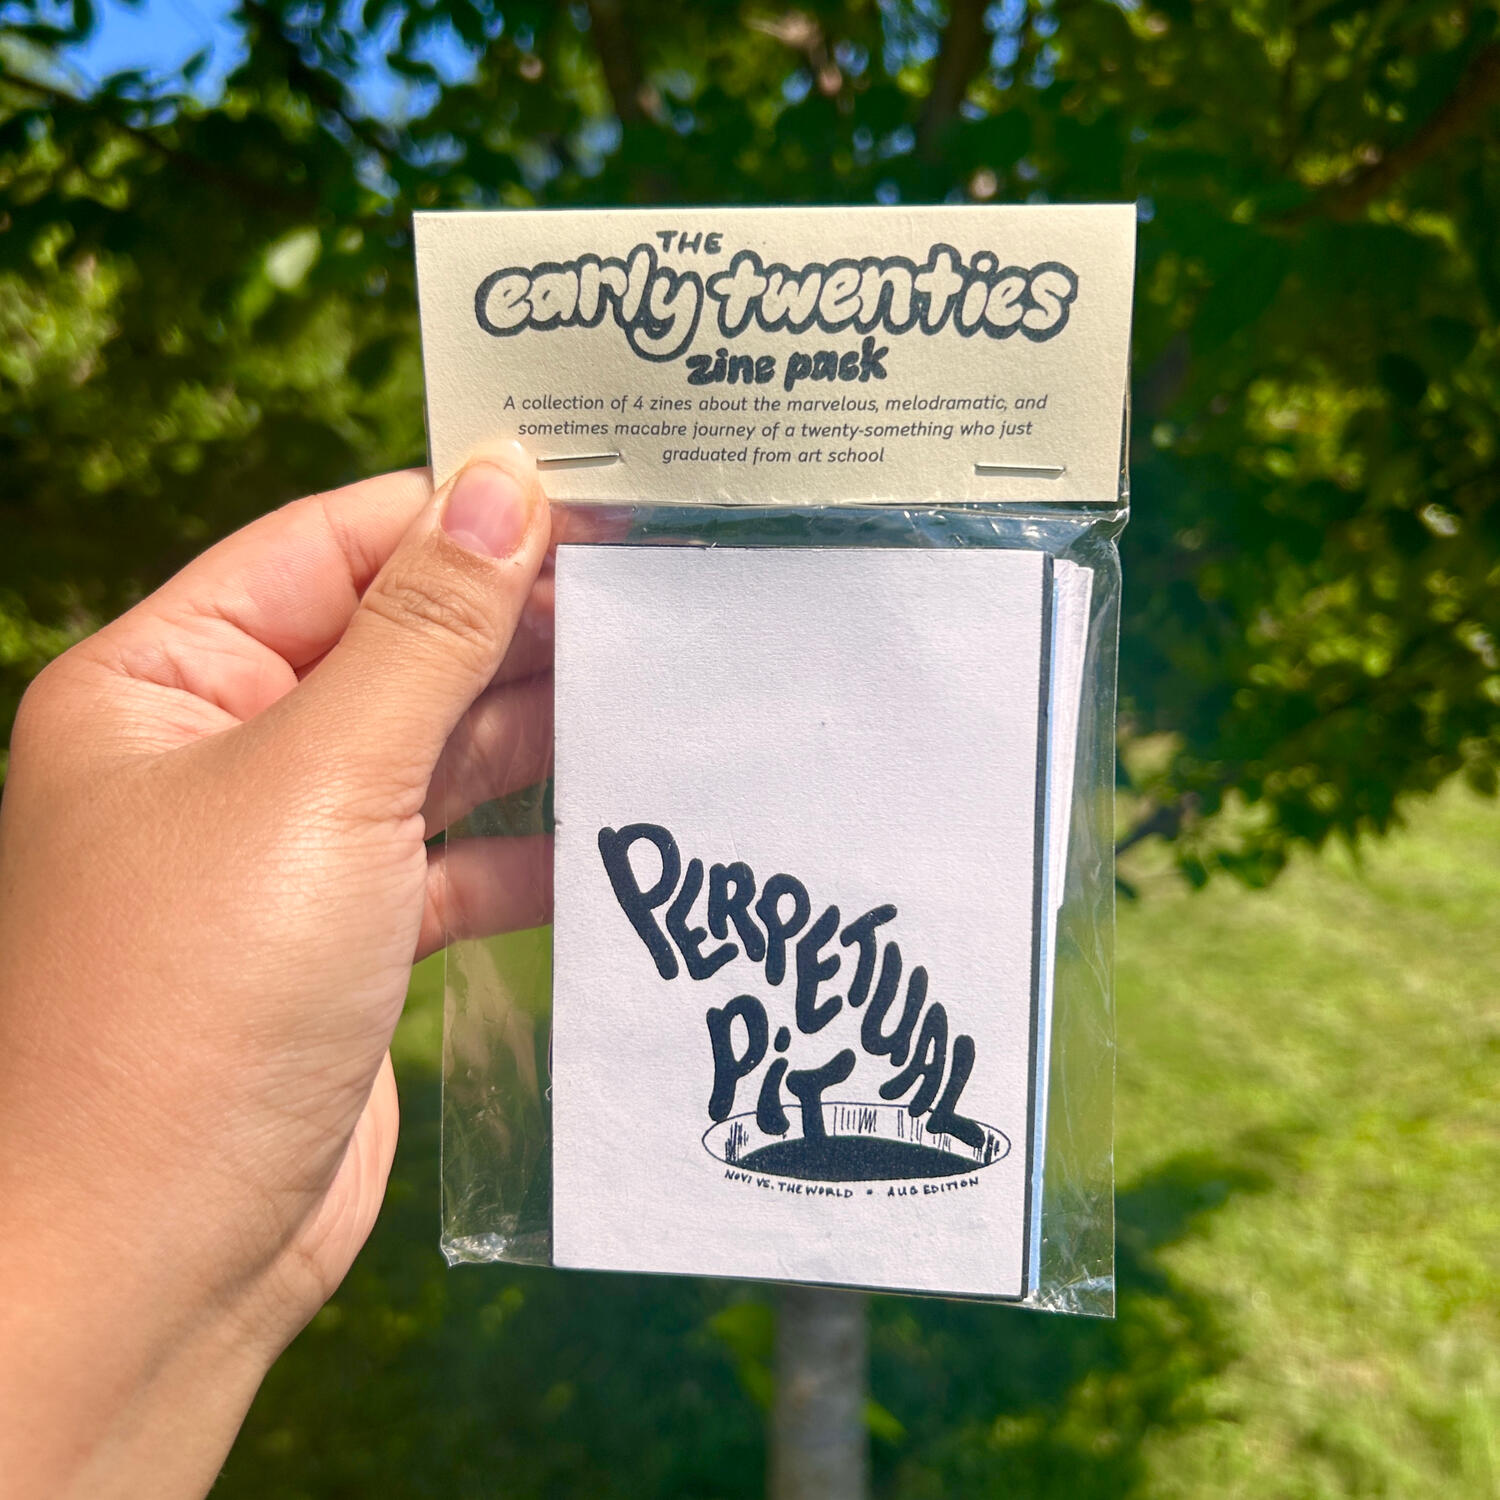 THE
early twenties
zine pack
A collection of 4 zines about the marvelous, melodramatic, and
sometimes macabre journey of a twenty-something who just
graduated from art school
PERPETUAL
PiT
NOVI VS. THE WORLD • AUG EDITION